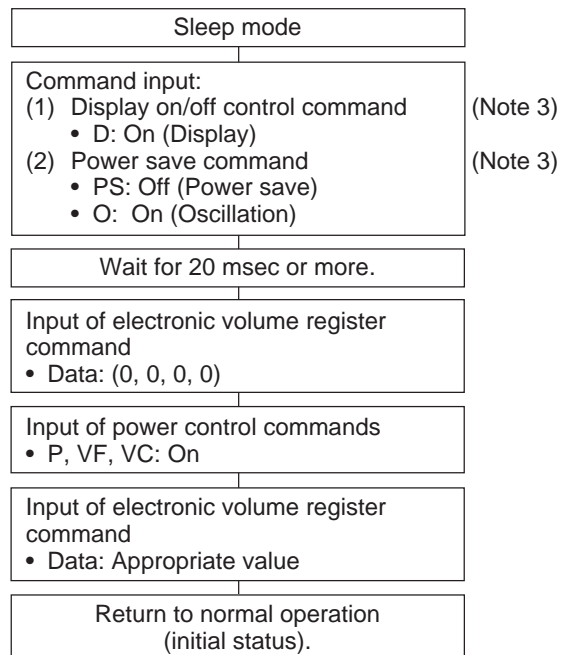 Sleep mode
Command input:
(1) Display on/off control command (Note 3)
• D: On (Display)
(2) Power save command (Note 3)
• PS: Off (Power save)
• O: On (Oscillation)
Wait for 20 msec or more.
Input of electronic volume register
command
• Data: (0, 0, 0, 0)
Input of power control commands
• P, VF, VC: On
Input of electronic volume register
command
• Data: Appropriate value
Return to normal operation
(initial status).